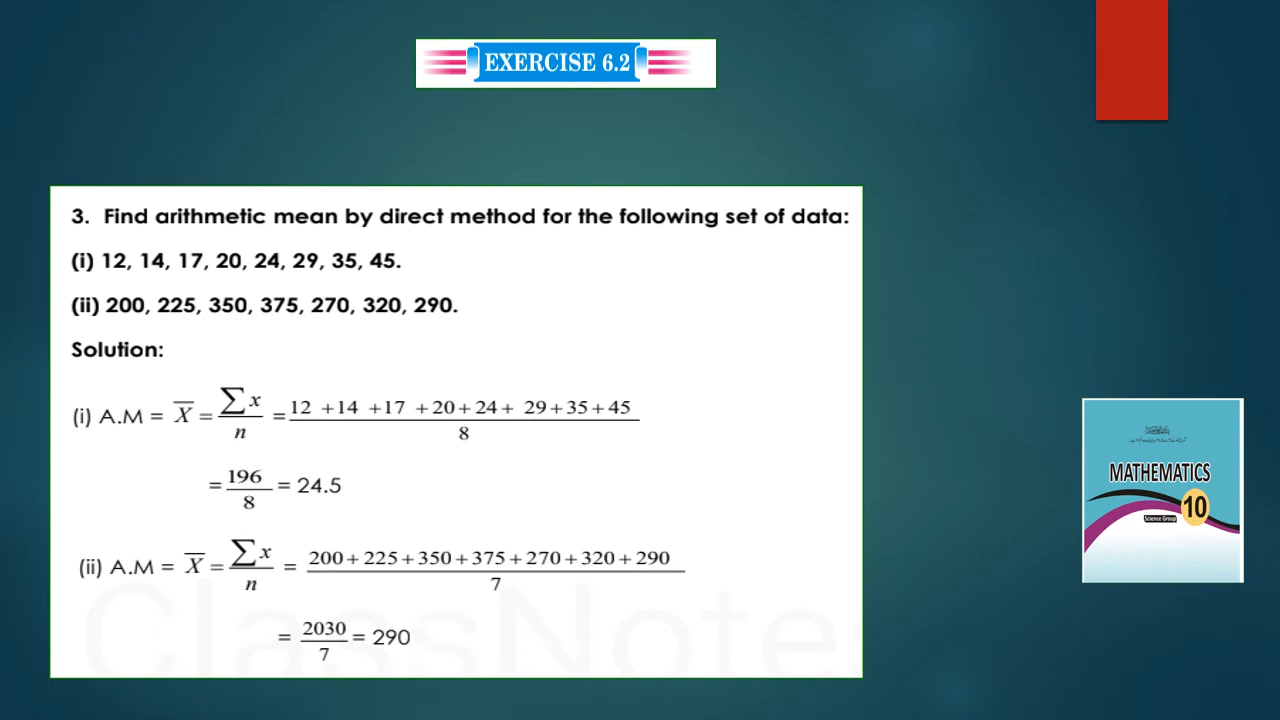 EXERCISE 6.2
3. Find arithmetic mean by direct method for the following set of data:
(i) 12, 14, 17, 20, 24, 29, 35, 45.
(ii) 200, 225, 350, 375, 270, 320, 290.
Solution:
(i) A.M = X̅ = ∑x/n = 12 +14 +17 +20+24+ 29+35+45/8
= 196/8 = 24.5
(ii) A.M = X̅ = ∑x/n = 200+225+350+375+270+320+290/7
= 2030/7 = 290
ClassNote
MATHEMATICS
10
Science Group